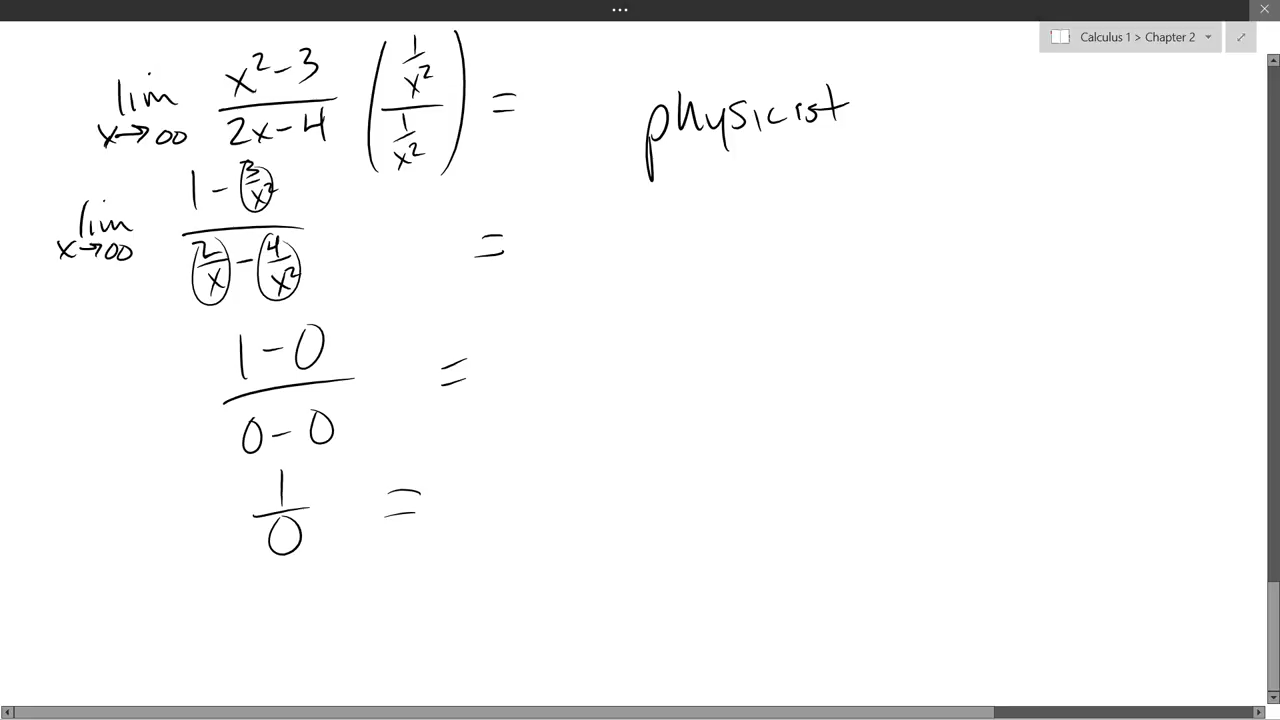 Calculus 1 > Chapter 2
lim x→∞ (x² - 3)/(2x - 4) ((1/x²)/(1/x²)) =
physicist
lim x→∞ (1 - 3/x²)/(2/x - 4/x²) =
(1 - 0)/(0 - 0) =
1/0 =